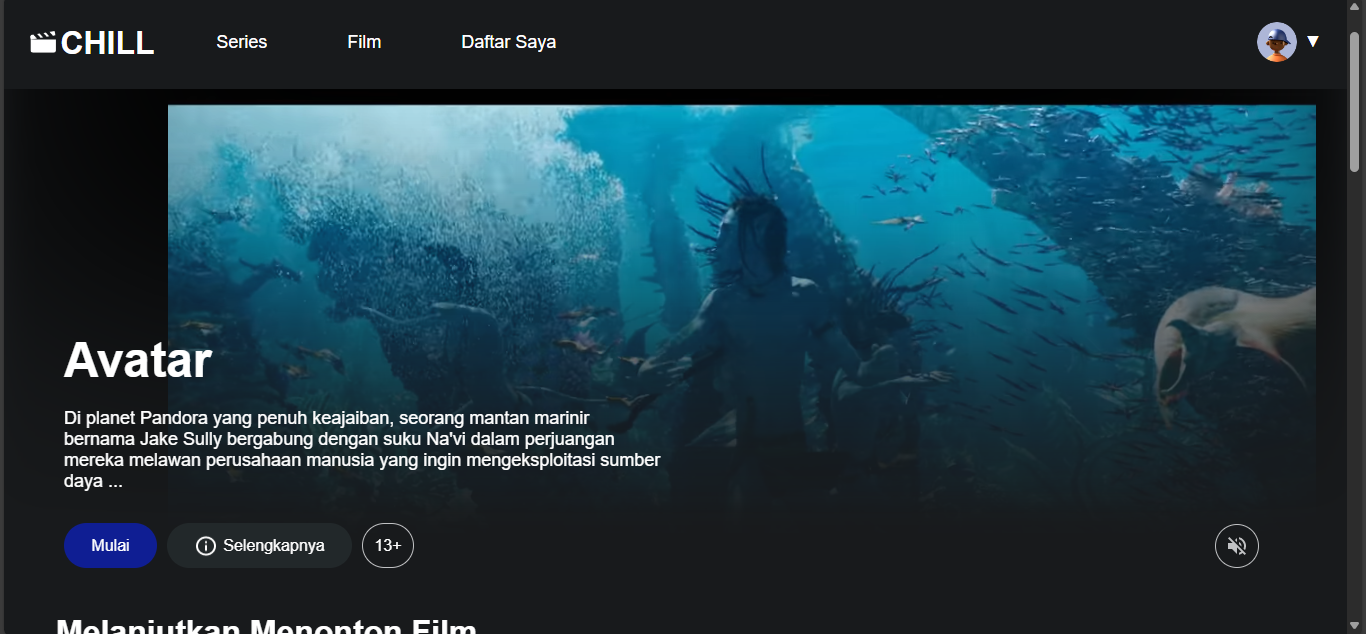 CHILL
Series
Film
Daftar Saya
Avatar
Di planet Pandora yang penuh keajaiban, seorang mantan marinir
bernama Jake Sully bergabung dengan suku Na'vi dalam perjuangan
mereka melawan perusahaan manusia yang ingin mengeksploitasi sumber
daya ...
Mulai
Selengkapnya
13+
Melanjutkan Menonton Film